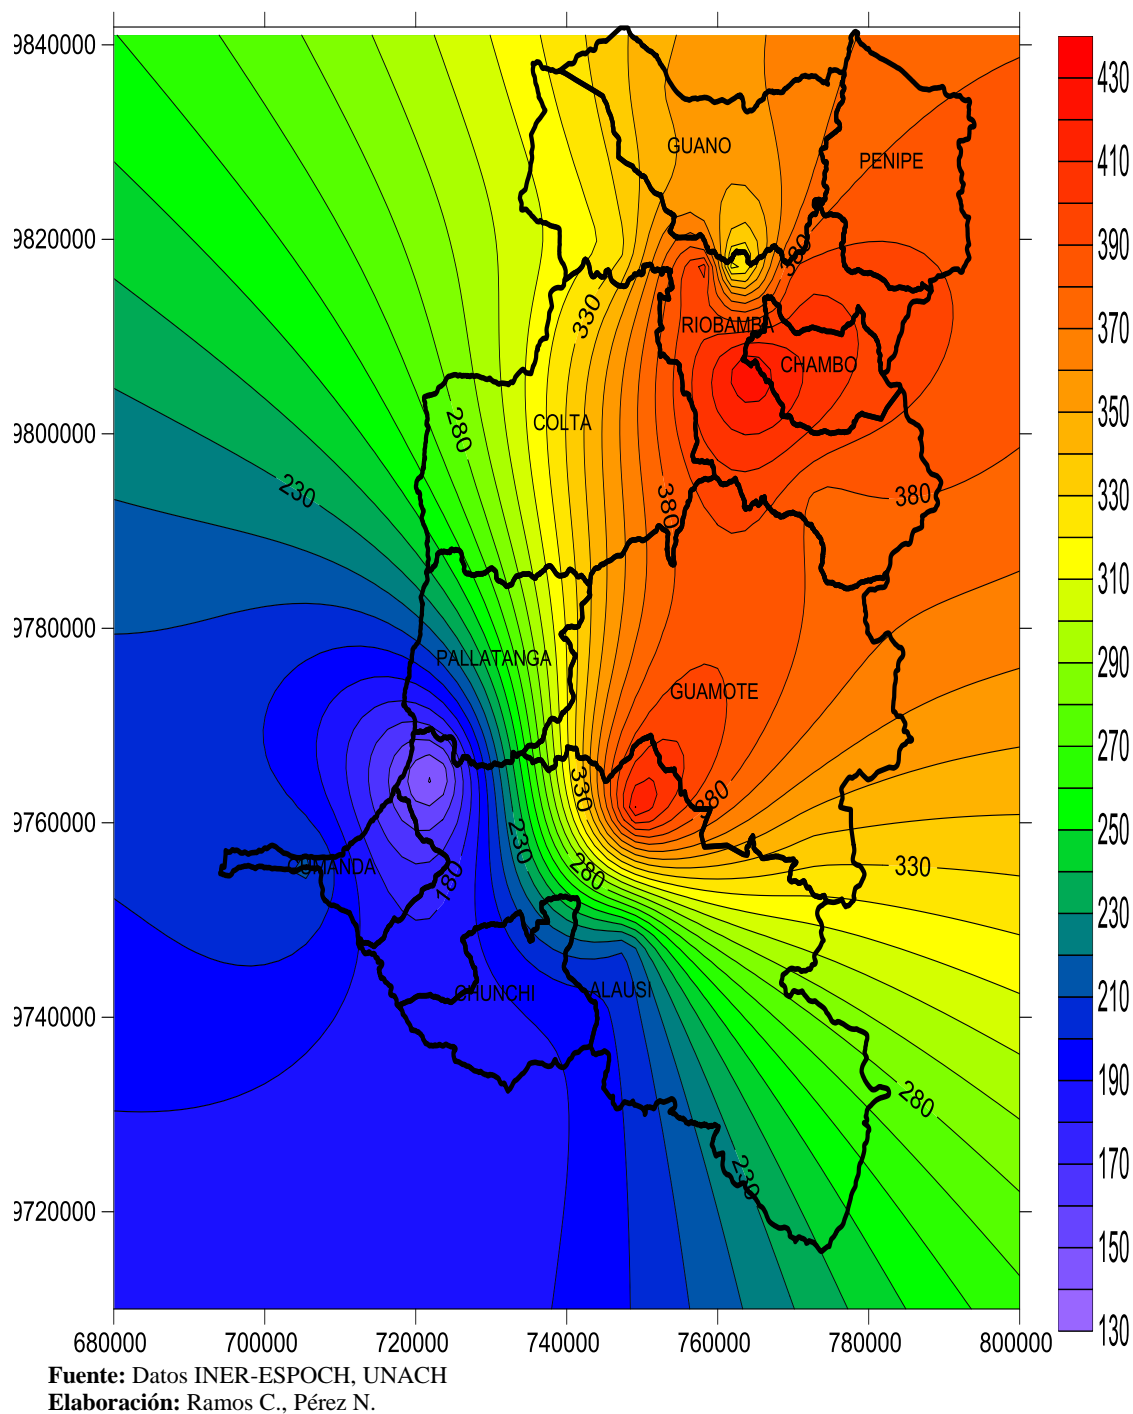 9840000
430
GUANO
PENIPE
410
9820000
380
390
330
RIOBAMBA
370
CHAMBO
280
COLTA
350
9800000
230
380
380
330
310
9780000
PALLATANGA
290
GUAMOTE
270
330
380
9760000
230
250
CUMANDA
180
280
330
230
CHUNCHI
ALAUSI
210
9740000
190
280
230
170
9720000
150
130
680000 700000 720000 740000 760000 780000 800000
Fuente: Datos INER-ESPOCH, UNACH
Elaboración: Ramos C., Pérez N.